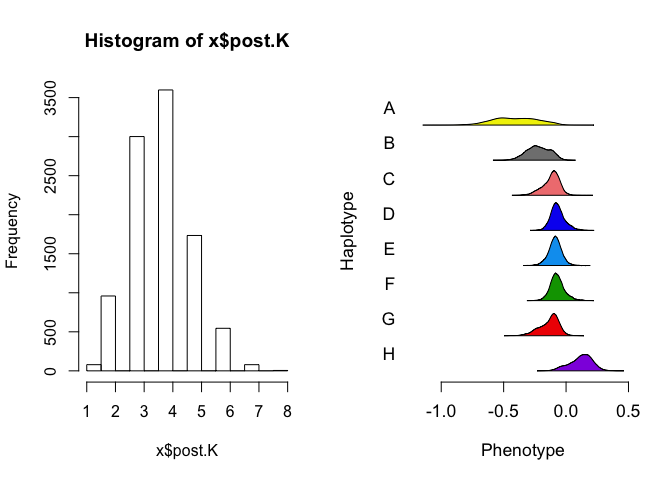 Histogram of x$post.K
Frequency
0
500
1500
2500
3500
1 2 3 4 5 6 7 8
x$post.K
Haplotype
A
B
C
D
E
F
G
H
-1.0 -0.5 0.0 0.5
Phenotype